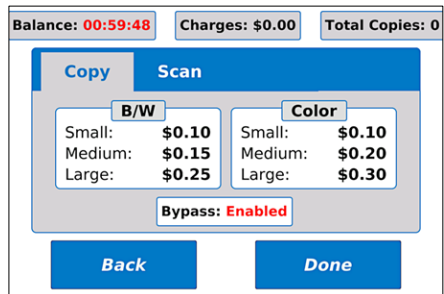 Balance: 00:59:48 Charges: $0.00 Total Copies: 0
Copy Scan
B/W Color
Small: $0.10 Small: $0.10
Medium: $0.15 Medium: $0.20
Large: $0.25 Large: $0.30
Bypass: Enabled
Back Done